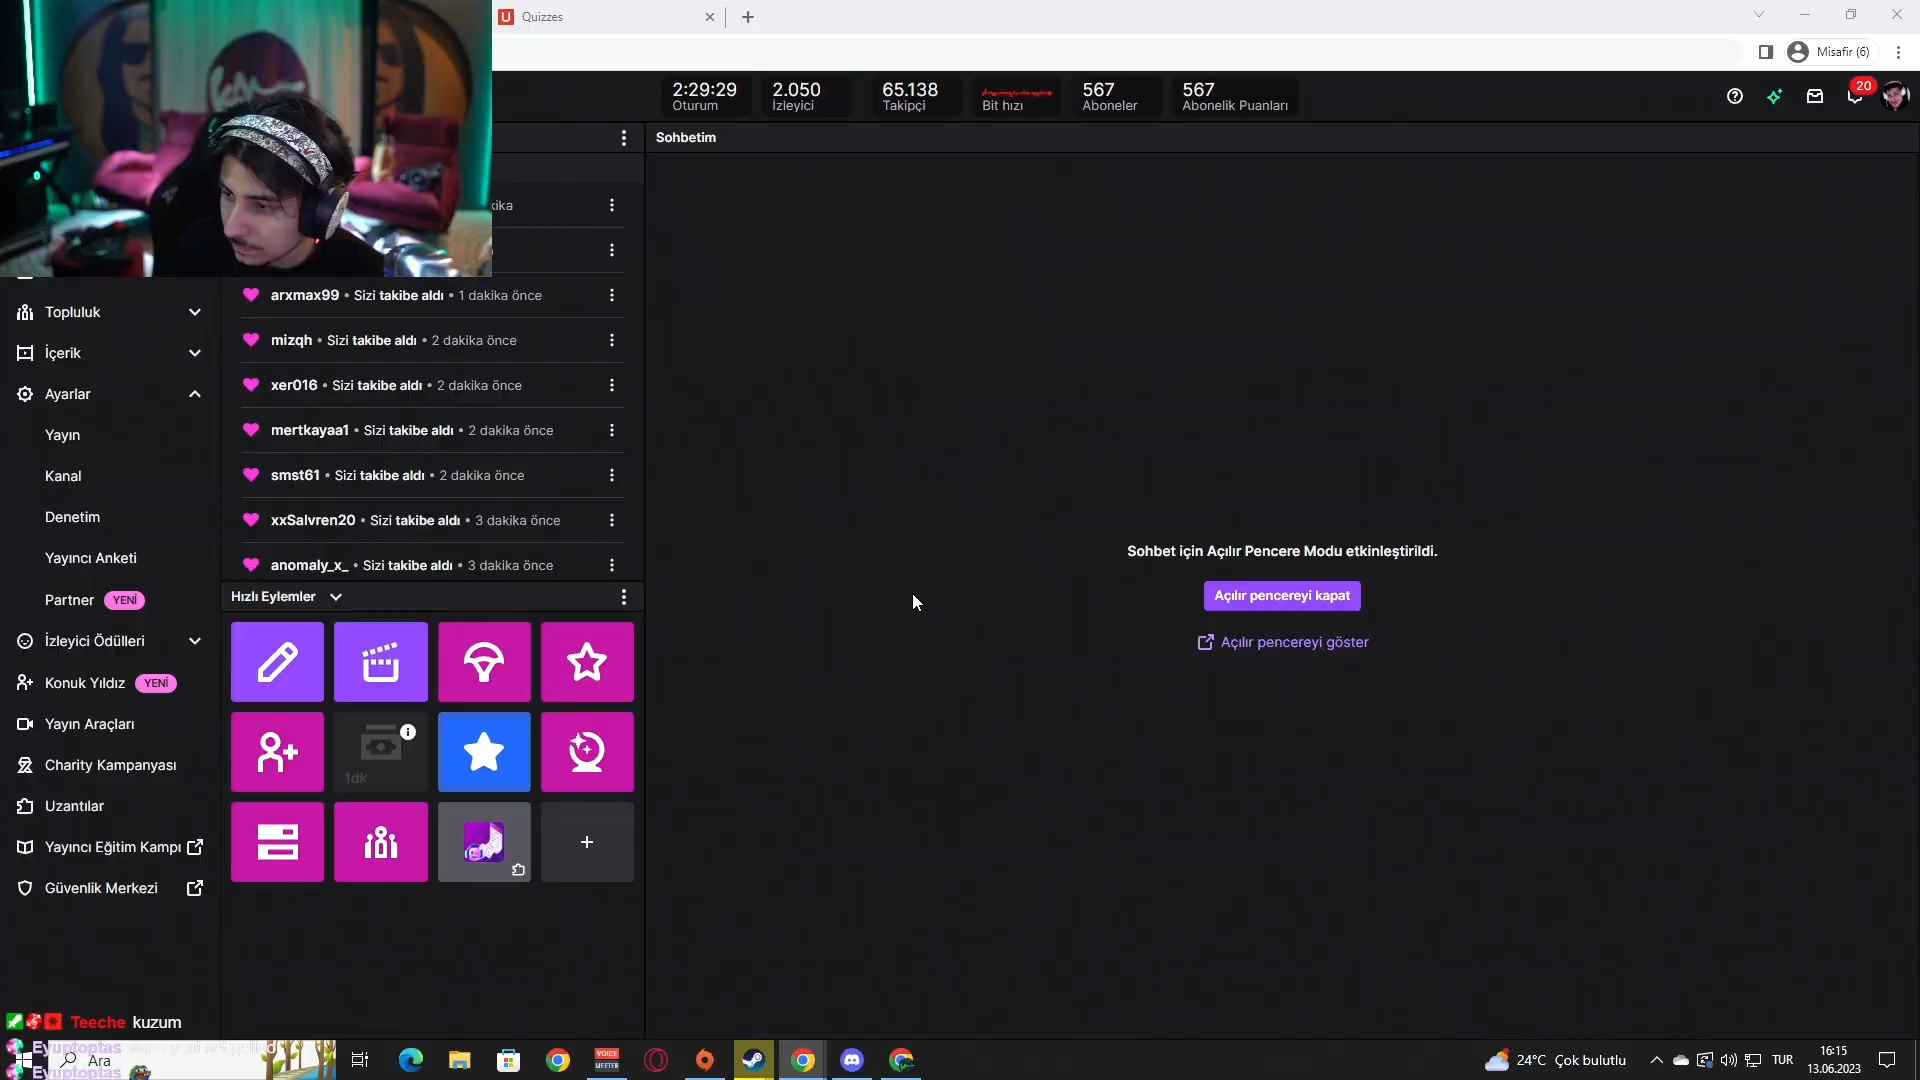 Quizzes
Misafir (6)
2:29:29
Oturum
2.050
İzleyici
65.138
Takipçi
Bit hızı
567
Aboneler
567
Abonelik Puanları
20
Sohbetim
kika
arxmax99 • Sizi takibe aldı • 1 dakika önce
mizqh • Sizi takibe aldı • 2 dakika önce
xer016 • Sizi takibe aldı • 2 dakika önce
mertkayaa1 • Sizi takibe aldı • 2 dakika önce
smst61 • Sizi takibe aldı • 2 dakika önce
xxSalvren20 • Sizi takibe aldı • 3 dakika önce
anomaly_x_ • Sizi takibe aldı • 3 dakika önce
Topluluk
İçerik
Ayarlar
Yayın
Kanal
Denetim
Yayıncı Anketi
Partner YENİ
İzleyici Ödülleri
Konuk Yıldız YENİ
Yayın Araçları
Charity Kampanyası
Uzantılar
Yayıncı Eğitim Kampı
Güvenlik Merkezi
Hızlı Eylemler
1dk
Sohbet için Açılır Pencere Modu etkinleştirildi.
Açılır pencereyi kapat
Açılır pencereyi göster
Teeche kuzum
Eyuptoptas
Ara
Eyuptoptas
VOICE
MEETER
24°C Çok bulutlu
TUR
16:15
13.06.2023